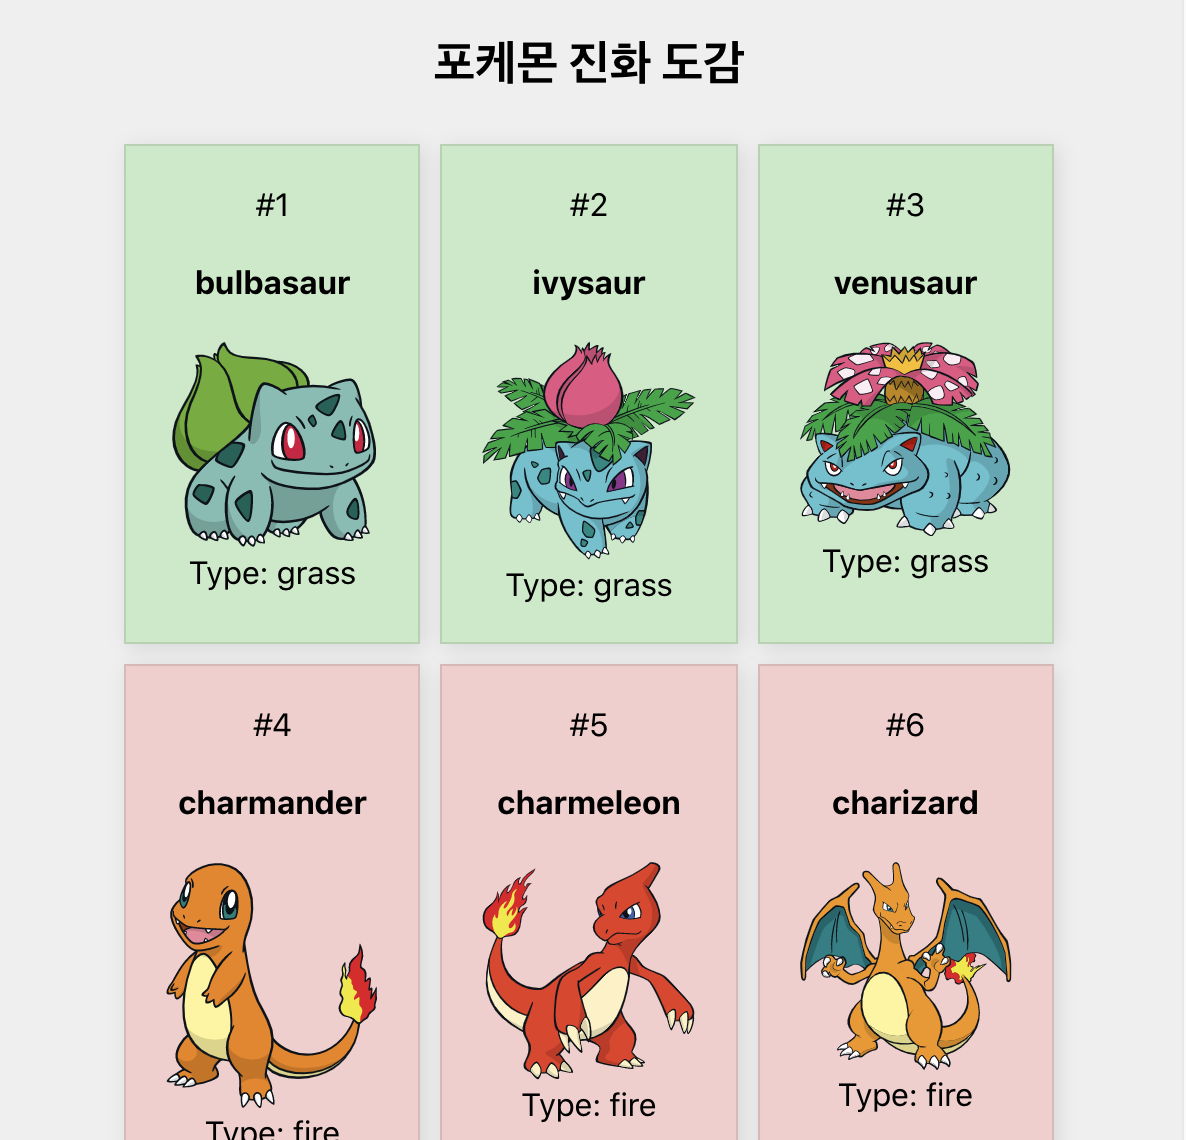 포케몬 진화 도감
#1
bulbasaur
Type: grass
#2
ivysaur
Type: grass
#3
venusaur
Type: grass
#4
charmander
Type: fire
#5
charmeleon
Type: fire
#6
charizard
Type: fire